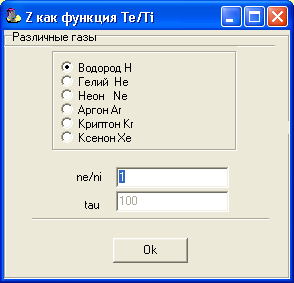 Z как функция Te/Ti
Различные газы
Водород H
Гелий He
Неон Ne
Аргон Ar
Криптон Kr
Ксенон Xe
ne/ni 1
tau 100
Ok